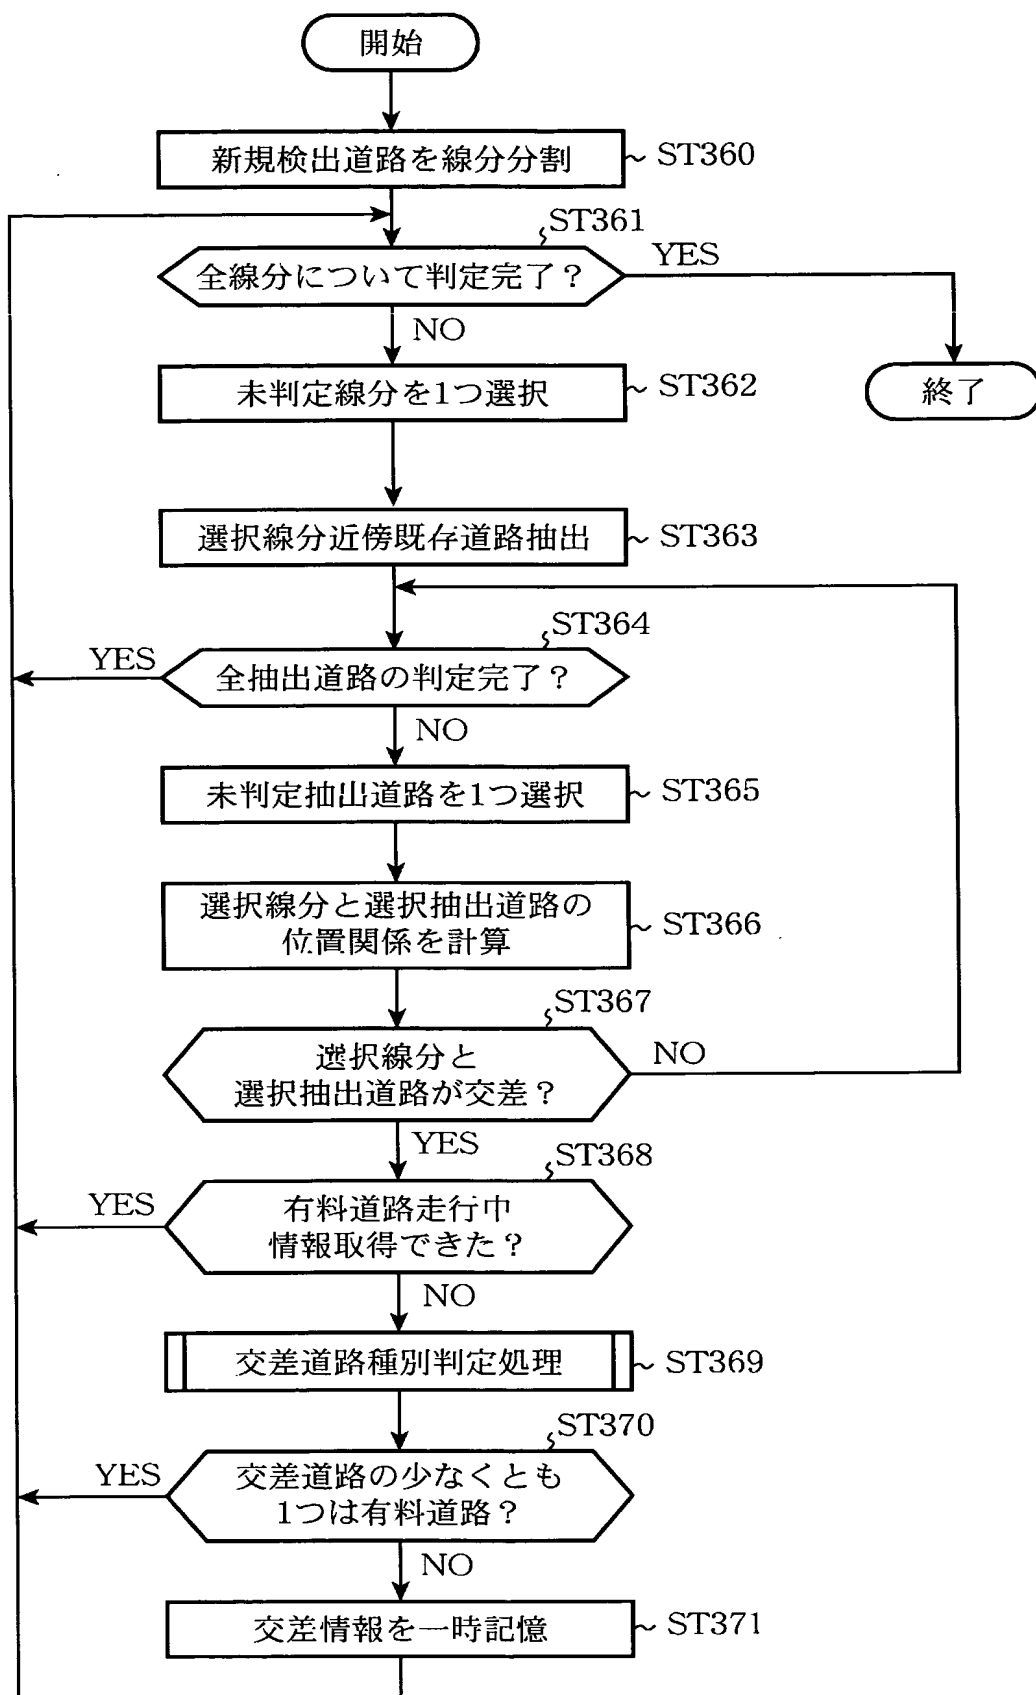 開始
新規検出道路を線分分割
ST360
ST361
全線分について判定完了？
YES
NO
終了
未判定線分を1つ選択
ST362
選択線分近傍既存道路抽出
ST363
ST364
YES
全抽出道路の判定完了？
NO
未判定抽出道路を1つ選択
ST365
選択線分と選択抽出道路の
位置関係を計算
ST366
ST367
選択線分と
選択抽出道路が交差？
NO
YES
ST368
YES
有料道路走行中
情報取得できた？
NO
交差道路種別判定処理
ST369
ST370
YES
交差道路の少なくとも
1つは有料道路？
NO
交差情報を一時記憶
ST371